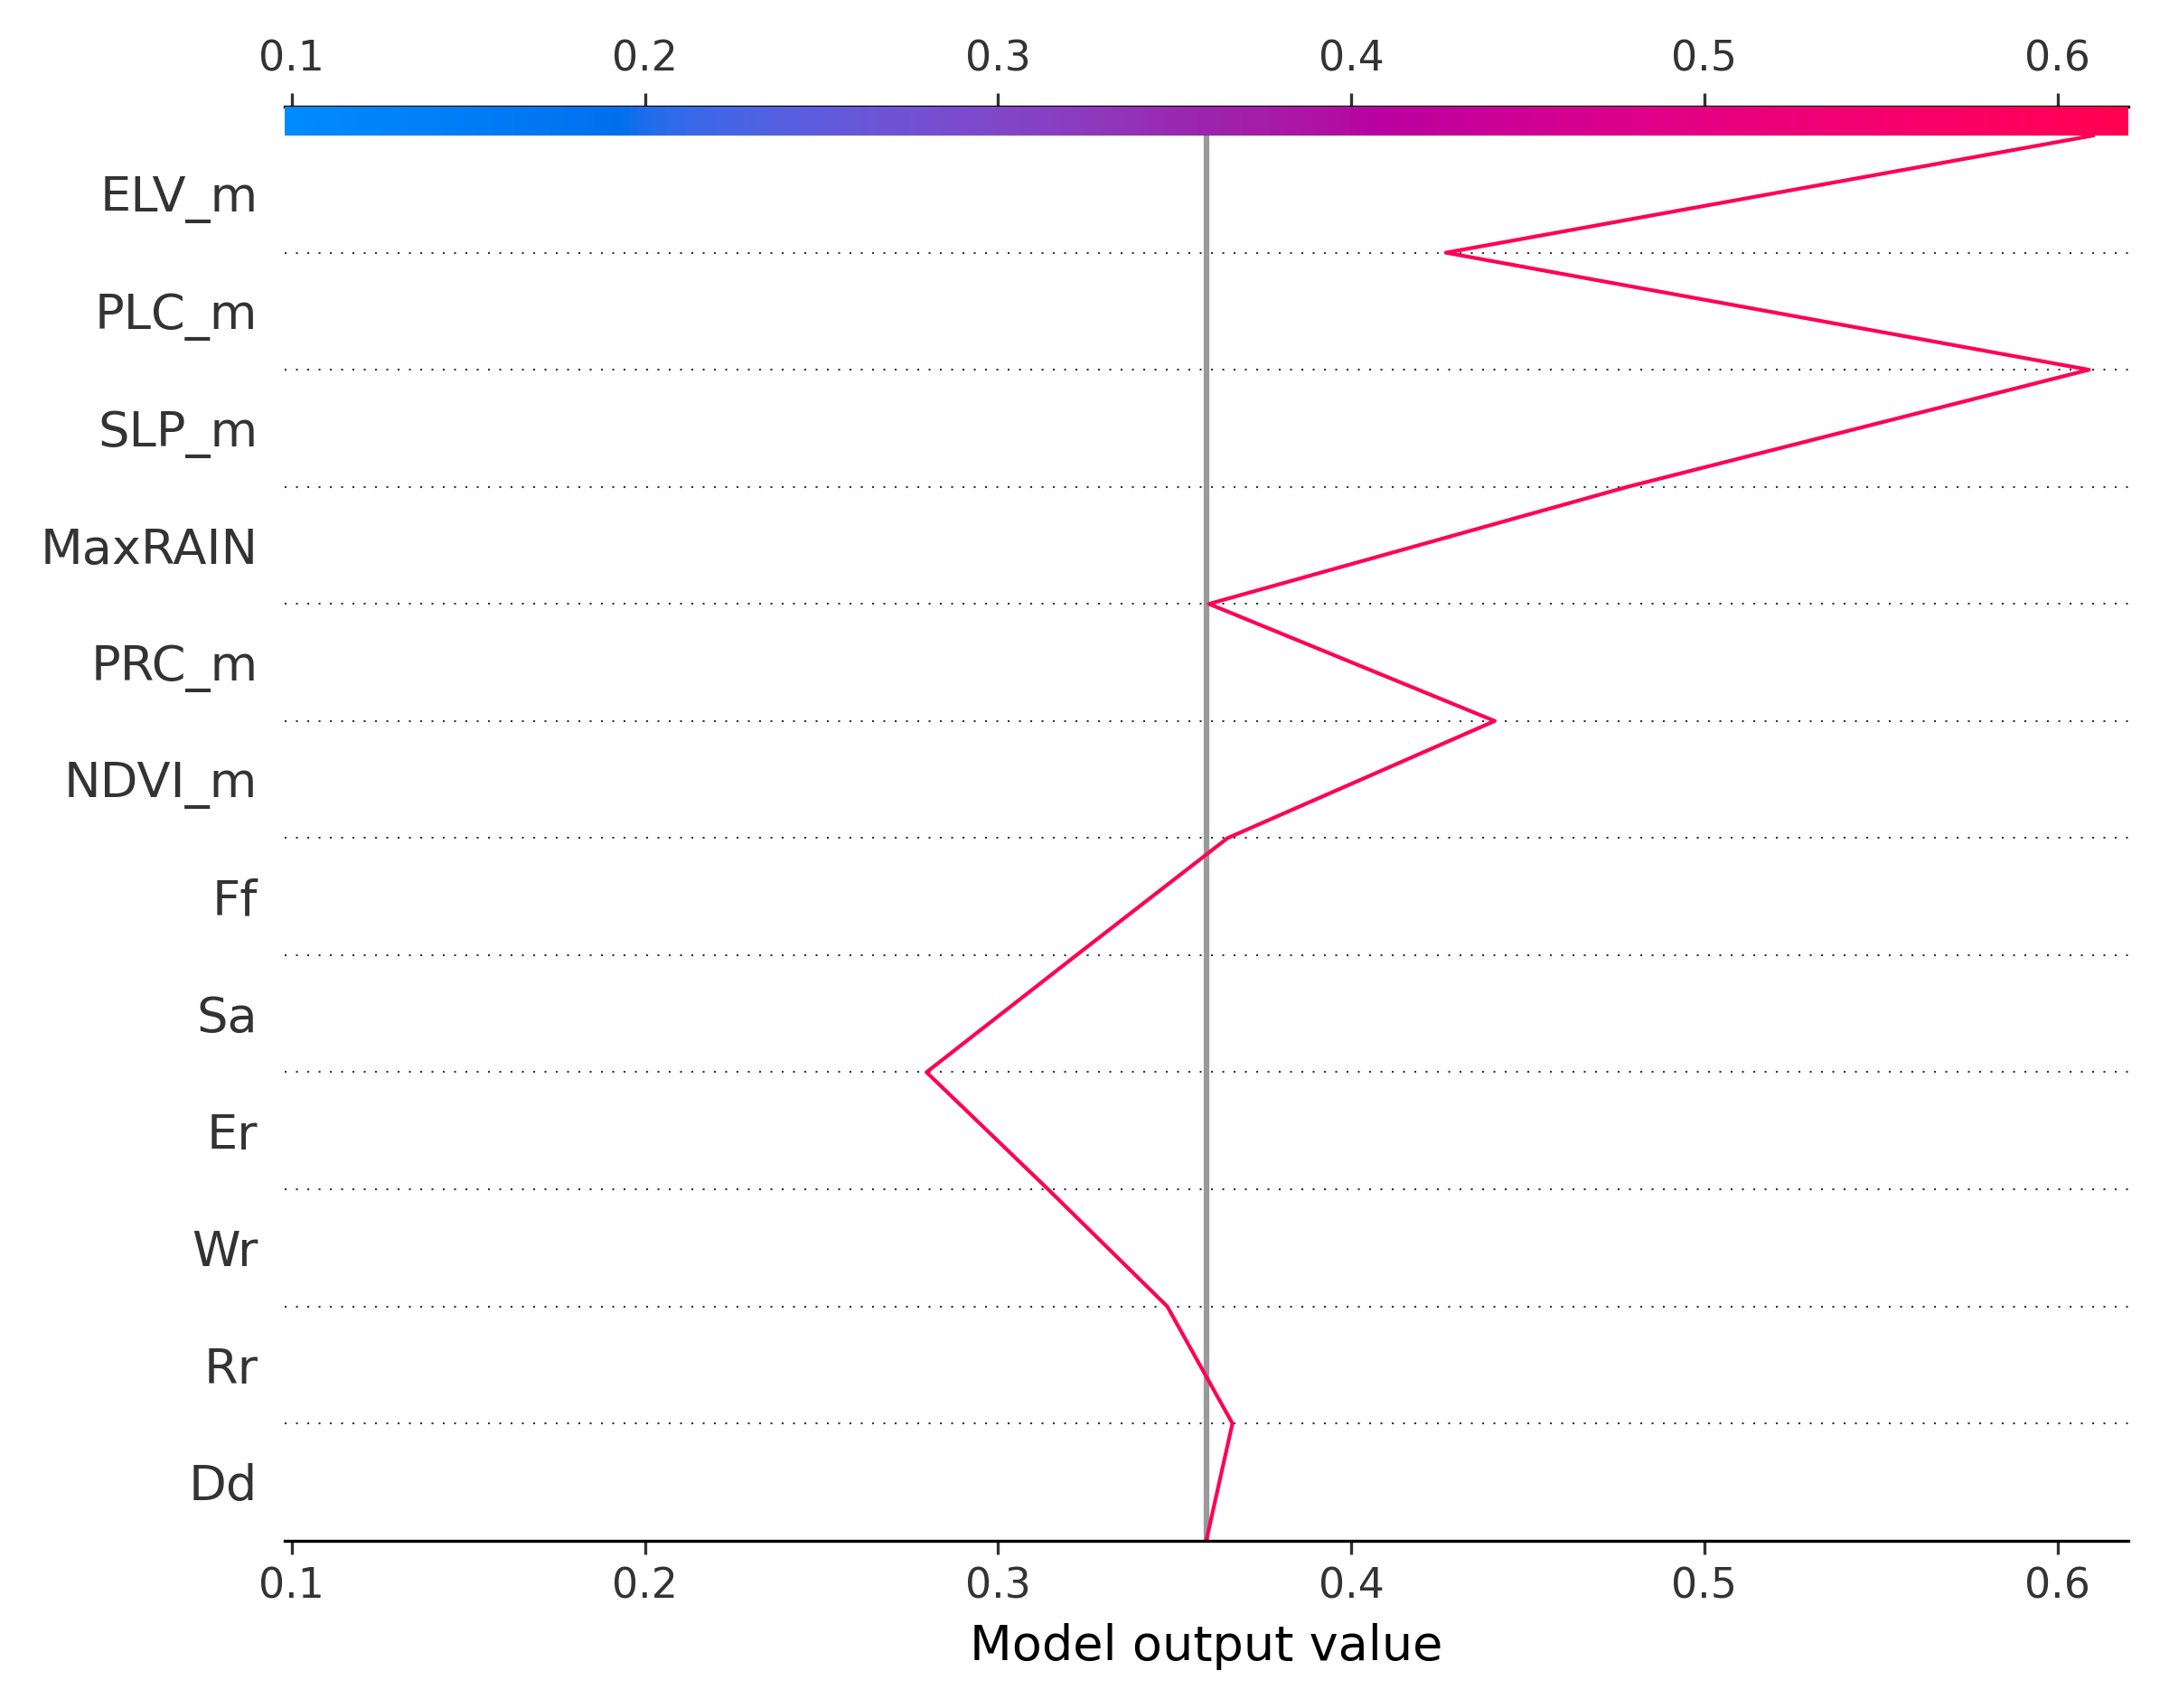 0.1 0.2 0.3 0.4 0.5 0.6
ELV_m
PLC_m
SLP_m
MaxRAIN
PRC_m
NDVI_m
Ff
Sa
Er
Wr
Rr
Dd
0.1 0.2 0.3 0.4 0.5 0.6
Model output value